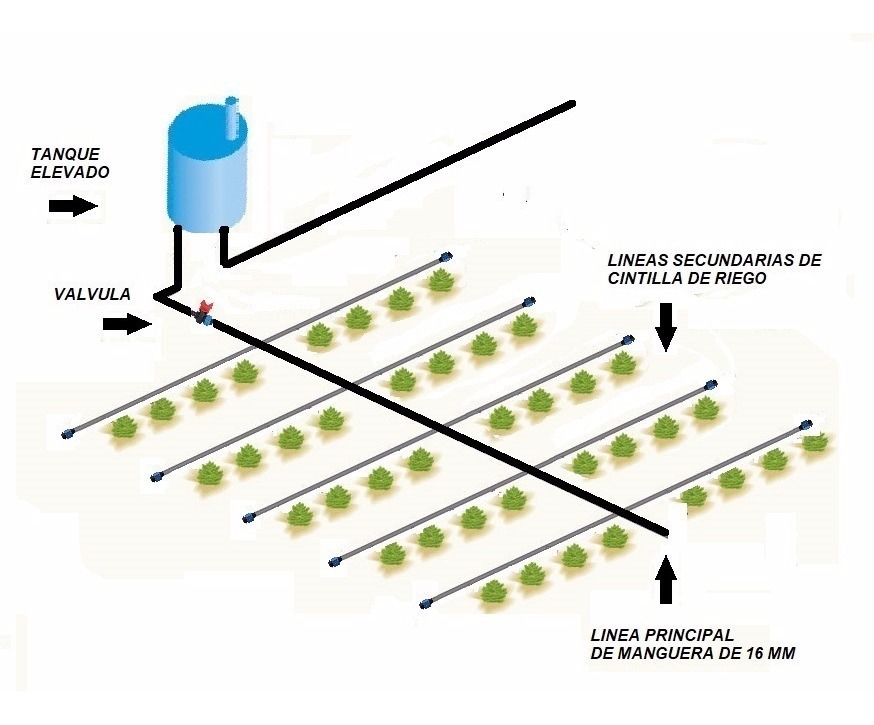 TANQUE
ELEVADO
VALVULA
LINEAS SECUNDARIAS DE
CINTILLA DE RIEGO
LINEA PRINCIPAL
DE MANGUERA DE 16 MM